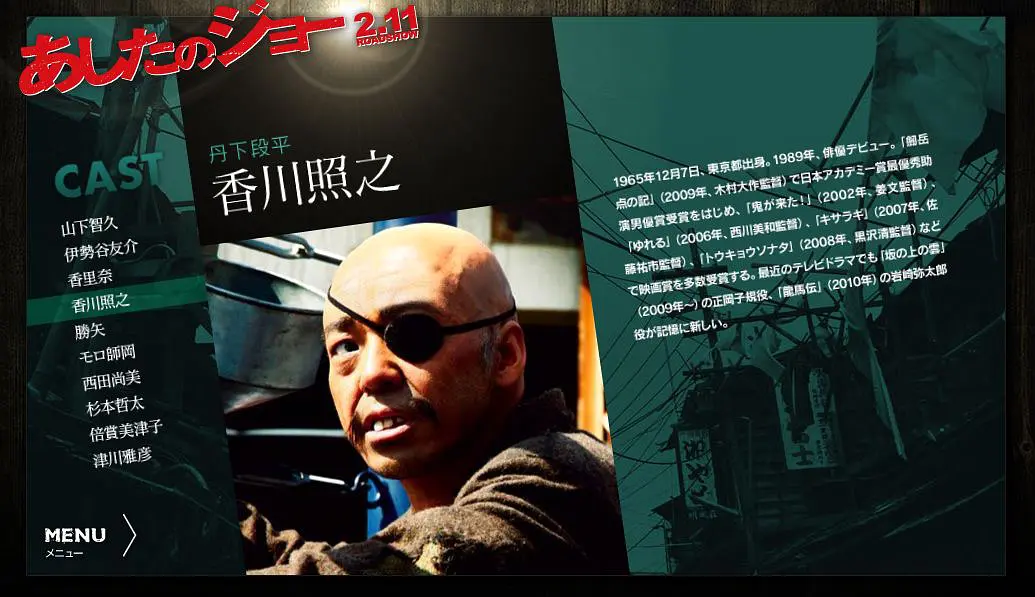 あしたのジョー
2.11
ROADSHOW
CAST
山下智久
伊勢谷友介
香里奈
香川照之
勝矢
モロ師岡
西田尚美
杉本哲太
倍賞美津子
津川雅彦
MENU
メニュー
丹下段平
香川照之
1965年12月7日、東京都出身。1989年、俳優デビュー。「劔岳
点の記」（2009年、木村大作監督）で日本アカデミー賞最優秀助
演男優賞受賞をはじめ、「鬼が来た！」（2002年、姜文監督）、
「ゆれる」（2006年、西川美和監督）、「キサラギ」（2007年、佐
藤祐市監督）、「トウキョウソナタ」（2008年、黒沢清監督）など
で映画賞を多数受賞する。最近のテレビドラマでも「坂の上の雲」
（2009年〜）の正岡子規役、「龍馬伝」（2010年）の岩崎弥太郎
役が記憶に新しい。